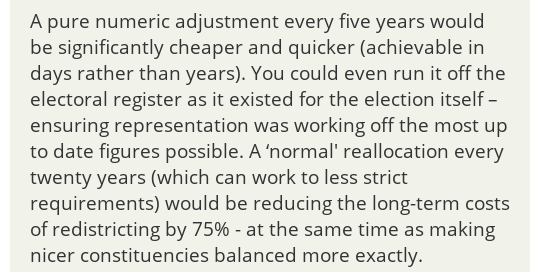 A pure numeric adjustment every five years would
be significantly cheaper and quicker (achievable in
days rather than years). You could even run it off the
electoral register as it existed for the election itself –
ensuring representation was working off the most up
to date figures possible. A ‘normal' reallocation every
twenty years (which can work to less strict
requirements) would be reducing the long-term costs
of redistricting by 75% - at the same time as making
nicer constituencies balanced more exactly.